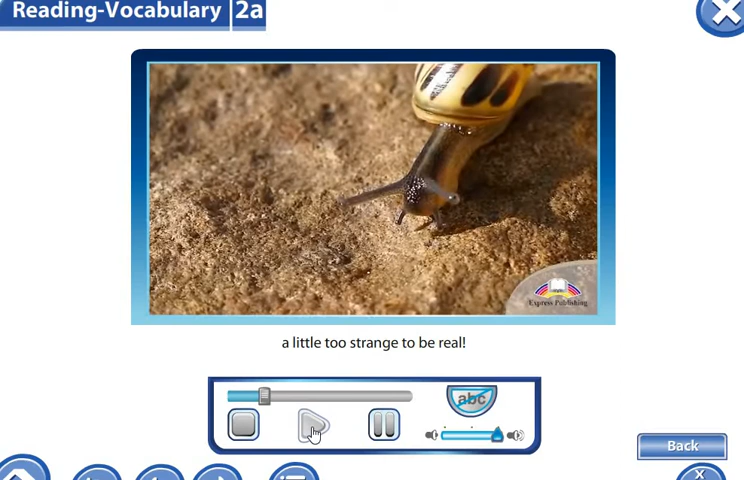 Reading-Vocabulary 2a
Express Publishing
a little too strange to be real!
abc
Back
x